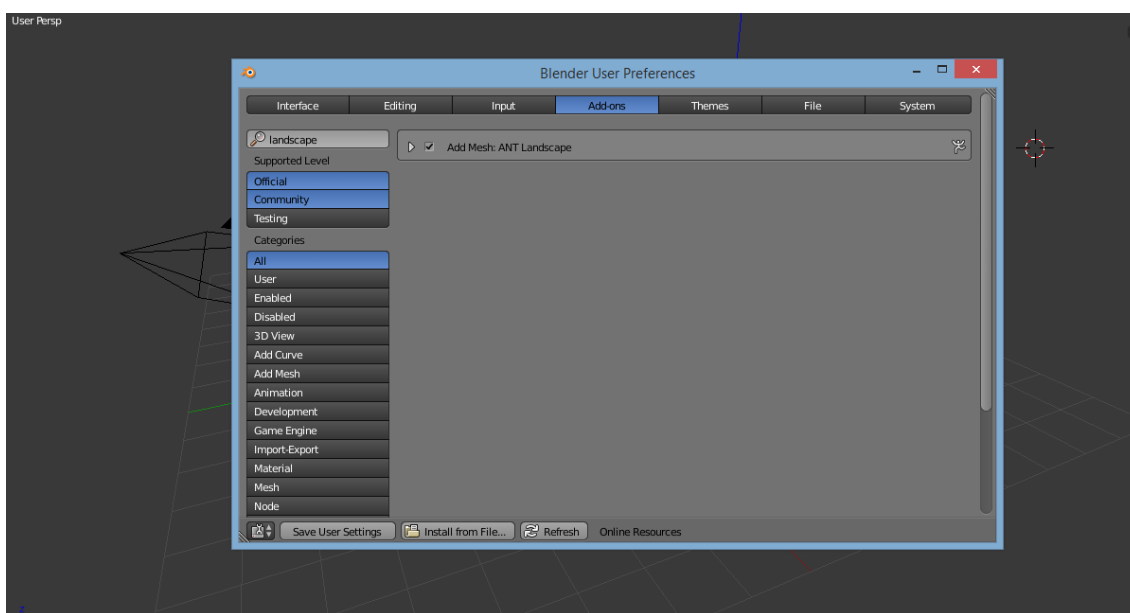 User Persp
Blender User Preferences
Interface Editing Input Add-ons Themes File System
landscape
Add Mesh: ANT Landscape
Supported Level
Official
Community
Testing
Categories
All
User
Enabled
Disabled
3D View
Add Curve
Add Mesh
Animation
Development
Game Engine
Import-Export
Material
Mesh
Node
Save User Settings Install from File... Refresh Online Resources
z